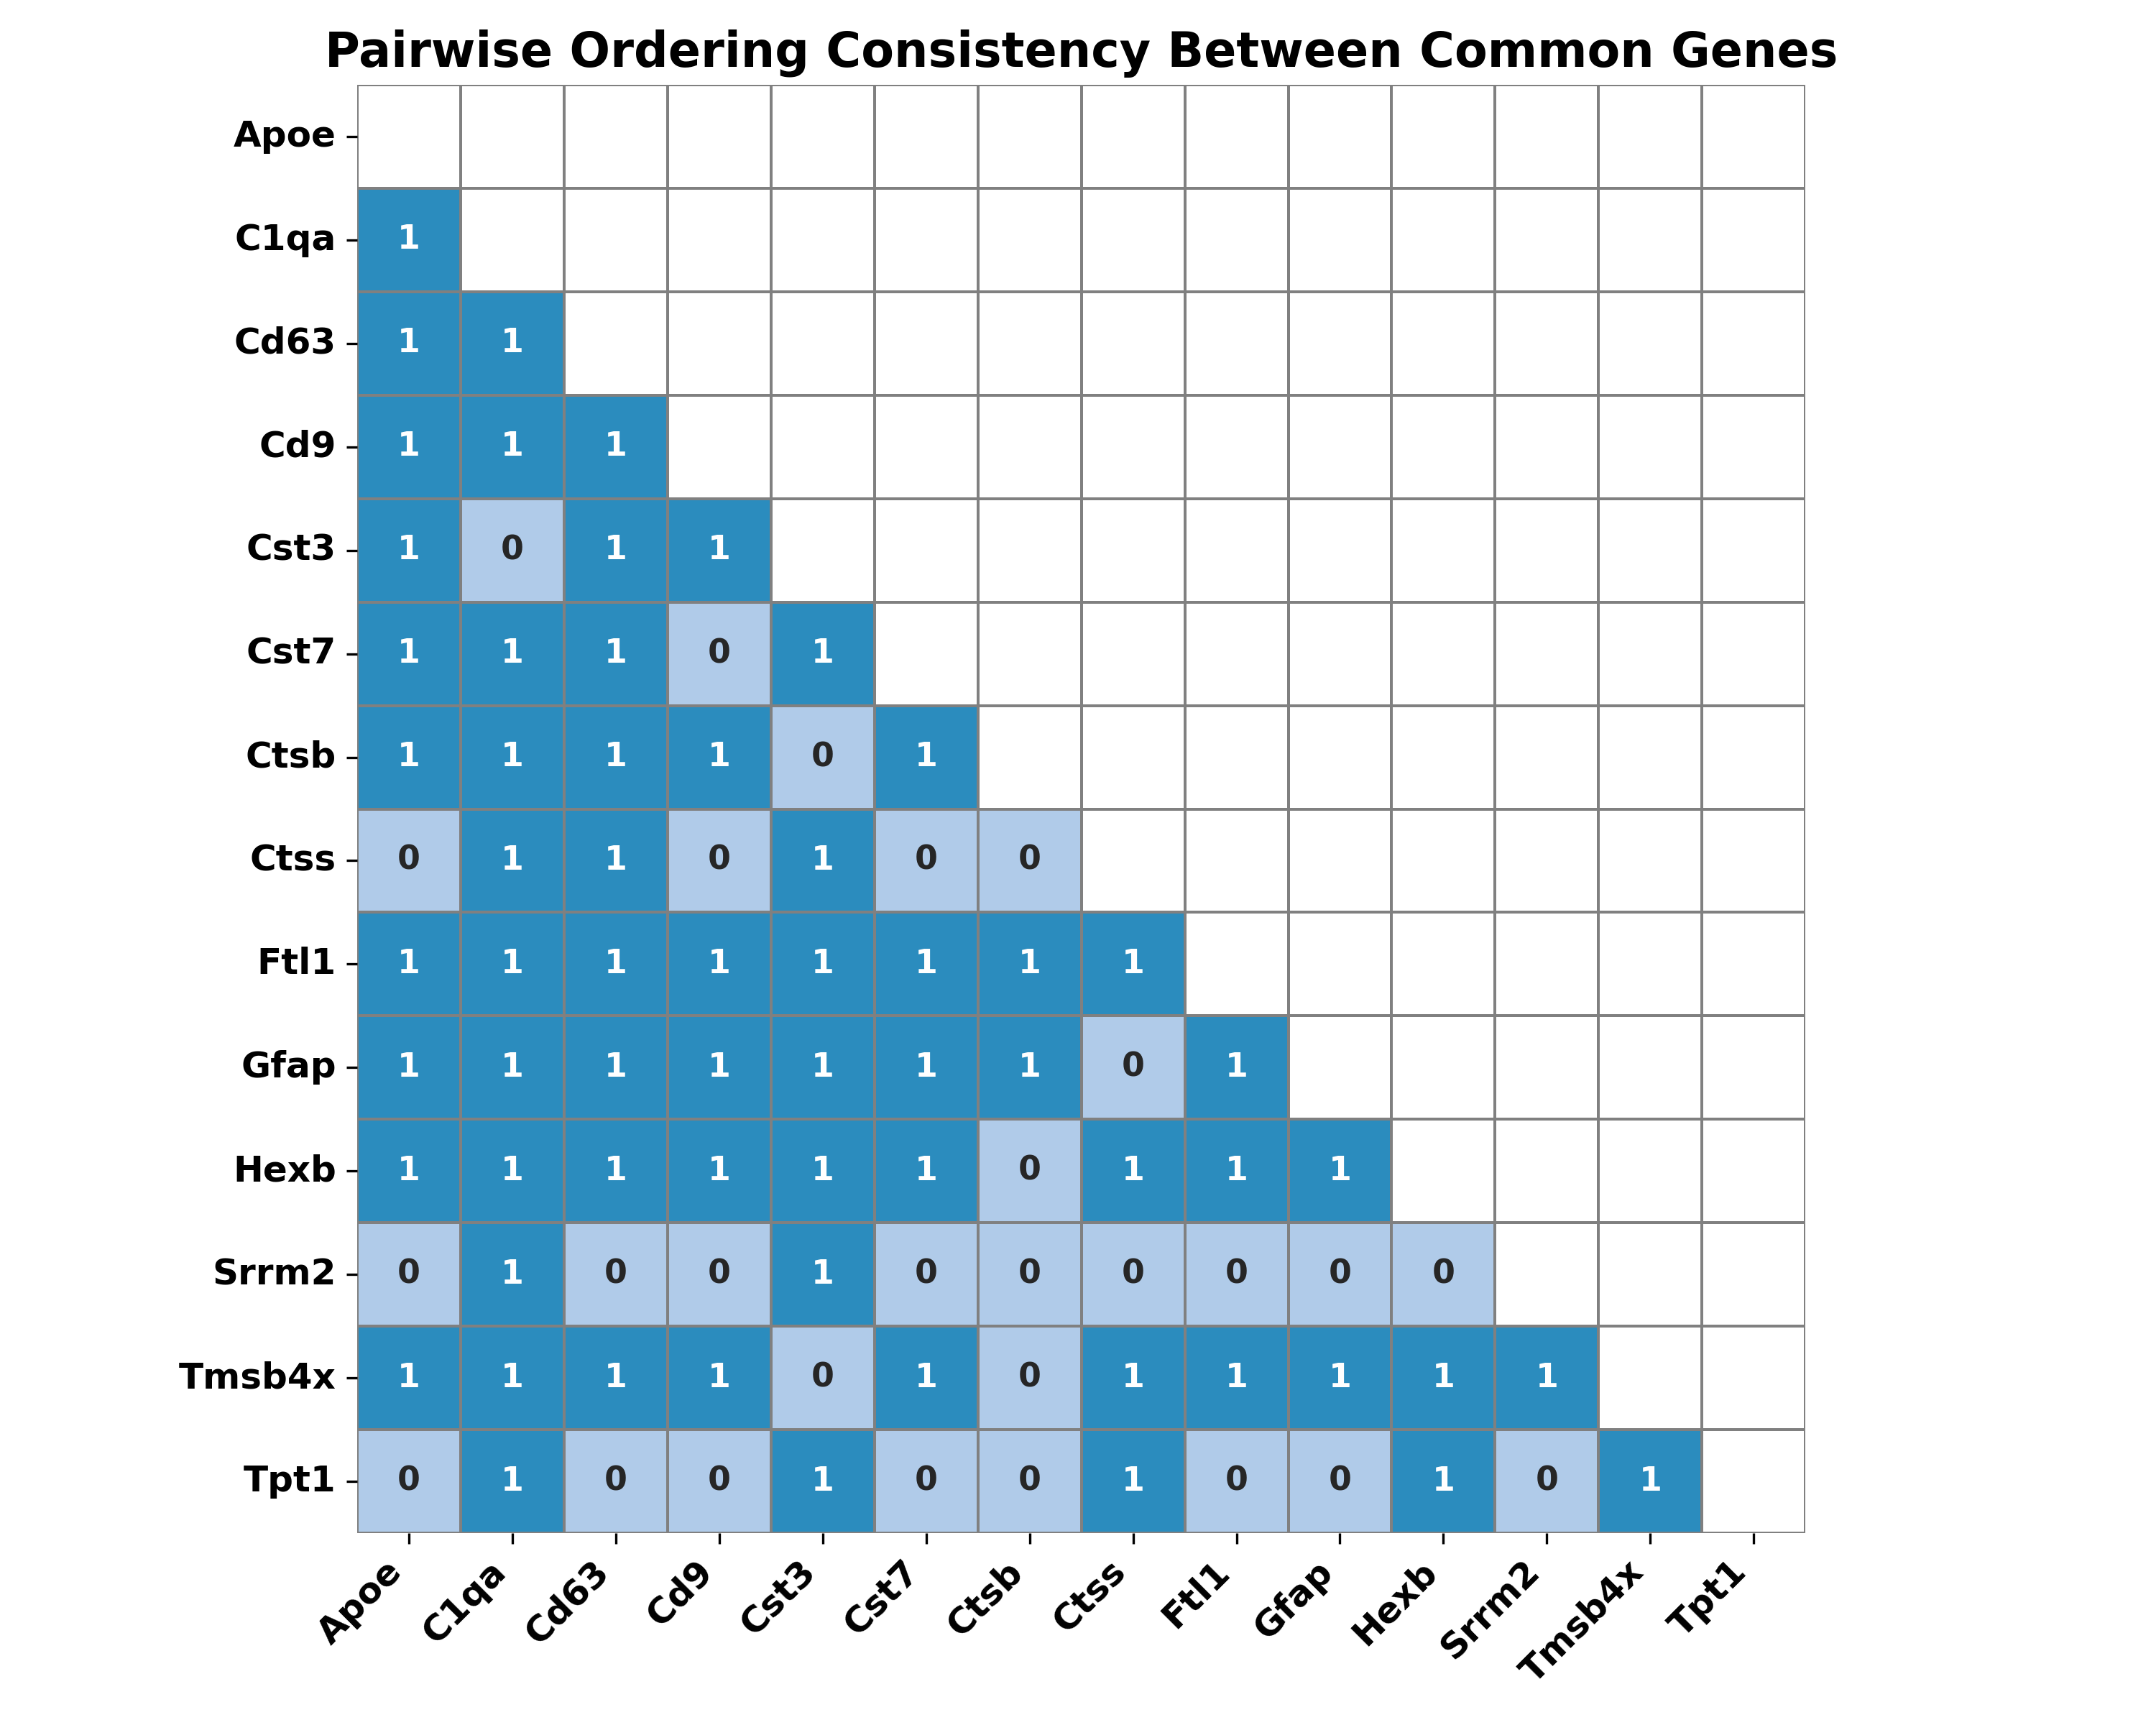 Pairwise Ordering Consistency Between Common Genes
Apoe
C1qa 1
Cd63 1 1
Cd9 1 1 1
Cst3 1 0 1 1
Cst7 1 1 1 0 1
Ctsb 1 1 1 1 0 1
Ctss 0 1 1 0 1 0 0
Ftl1 1 1 1 1 1 1 1 1
Gfap 1 1 1 1 1 1 1 0 1
Hexb 1 1 1 1 1 1 0 1 1 1
Srrm2 0 1 0 0 1 0 0 0 0 0 0
Tmsb4x 1 1 1 1 0 1 0 1 1 1 1 1
Tpt1 0 1 0 0 1 0 0 1 0 0 1 0 1
Apoe C1qa Cd63 Cd9 Cst3 Cst7 Ctsb Ctss Ftl1 Gfap Hexb Srrm2 Tmsb4x Tpt1